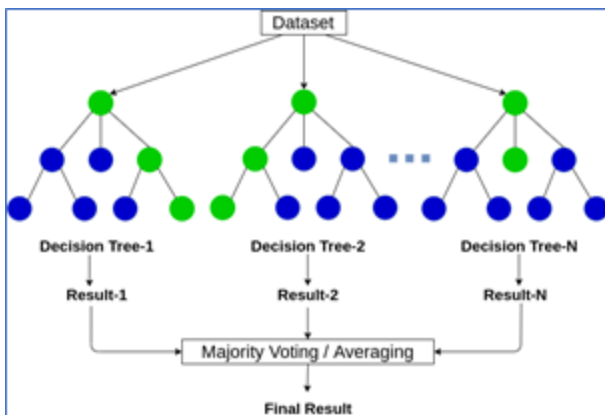 Dataset
Decision Tree-1
Decision Tree-2
Decision Tree-N
Result-1
Result-2
Result-N
Majority Voting / Averaging
Final Result